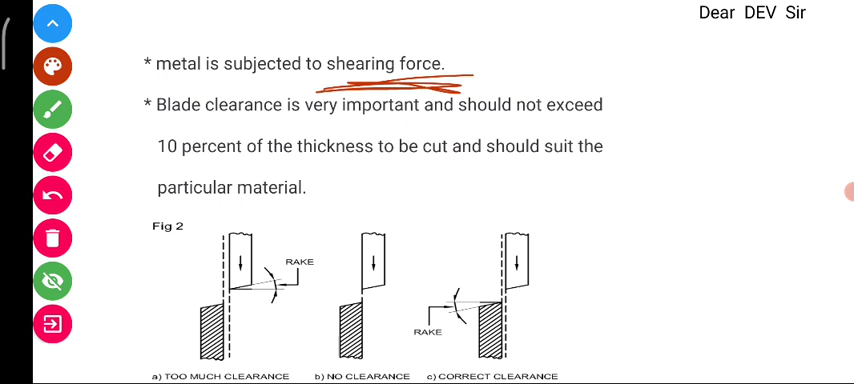 Dear DEV Sir
* metal is subjected to shearing force.
* Blade clearance is very important and should not exceed
10 percent of the thickness to be cut and should suit the
particular material.
Fig 2
RAKE
RAKE
a) TOO MUCH CLEARANCE b) NO CLEARANCE c) CORRECT CLEARANCE